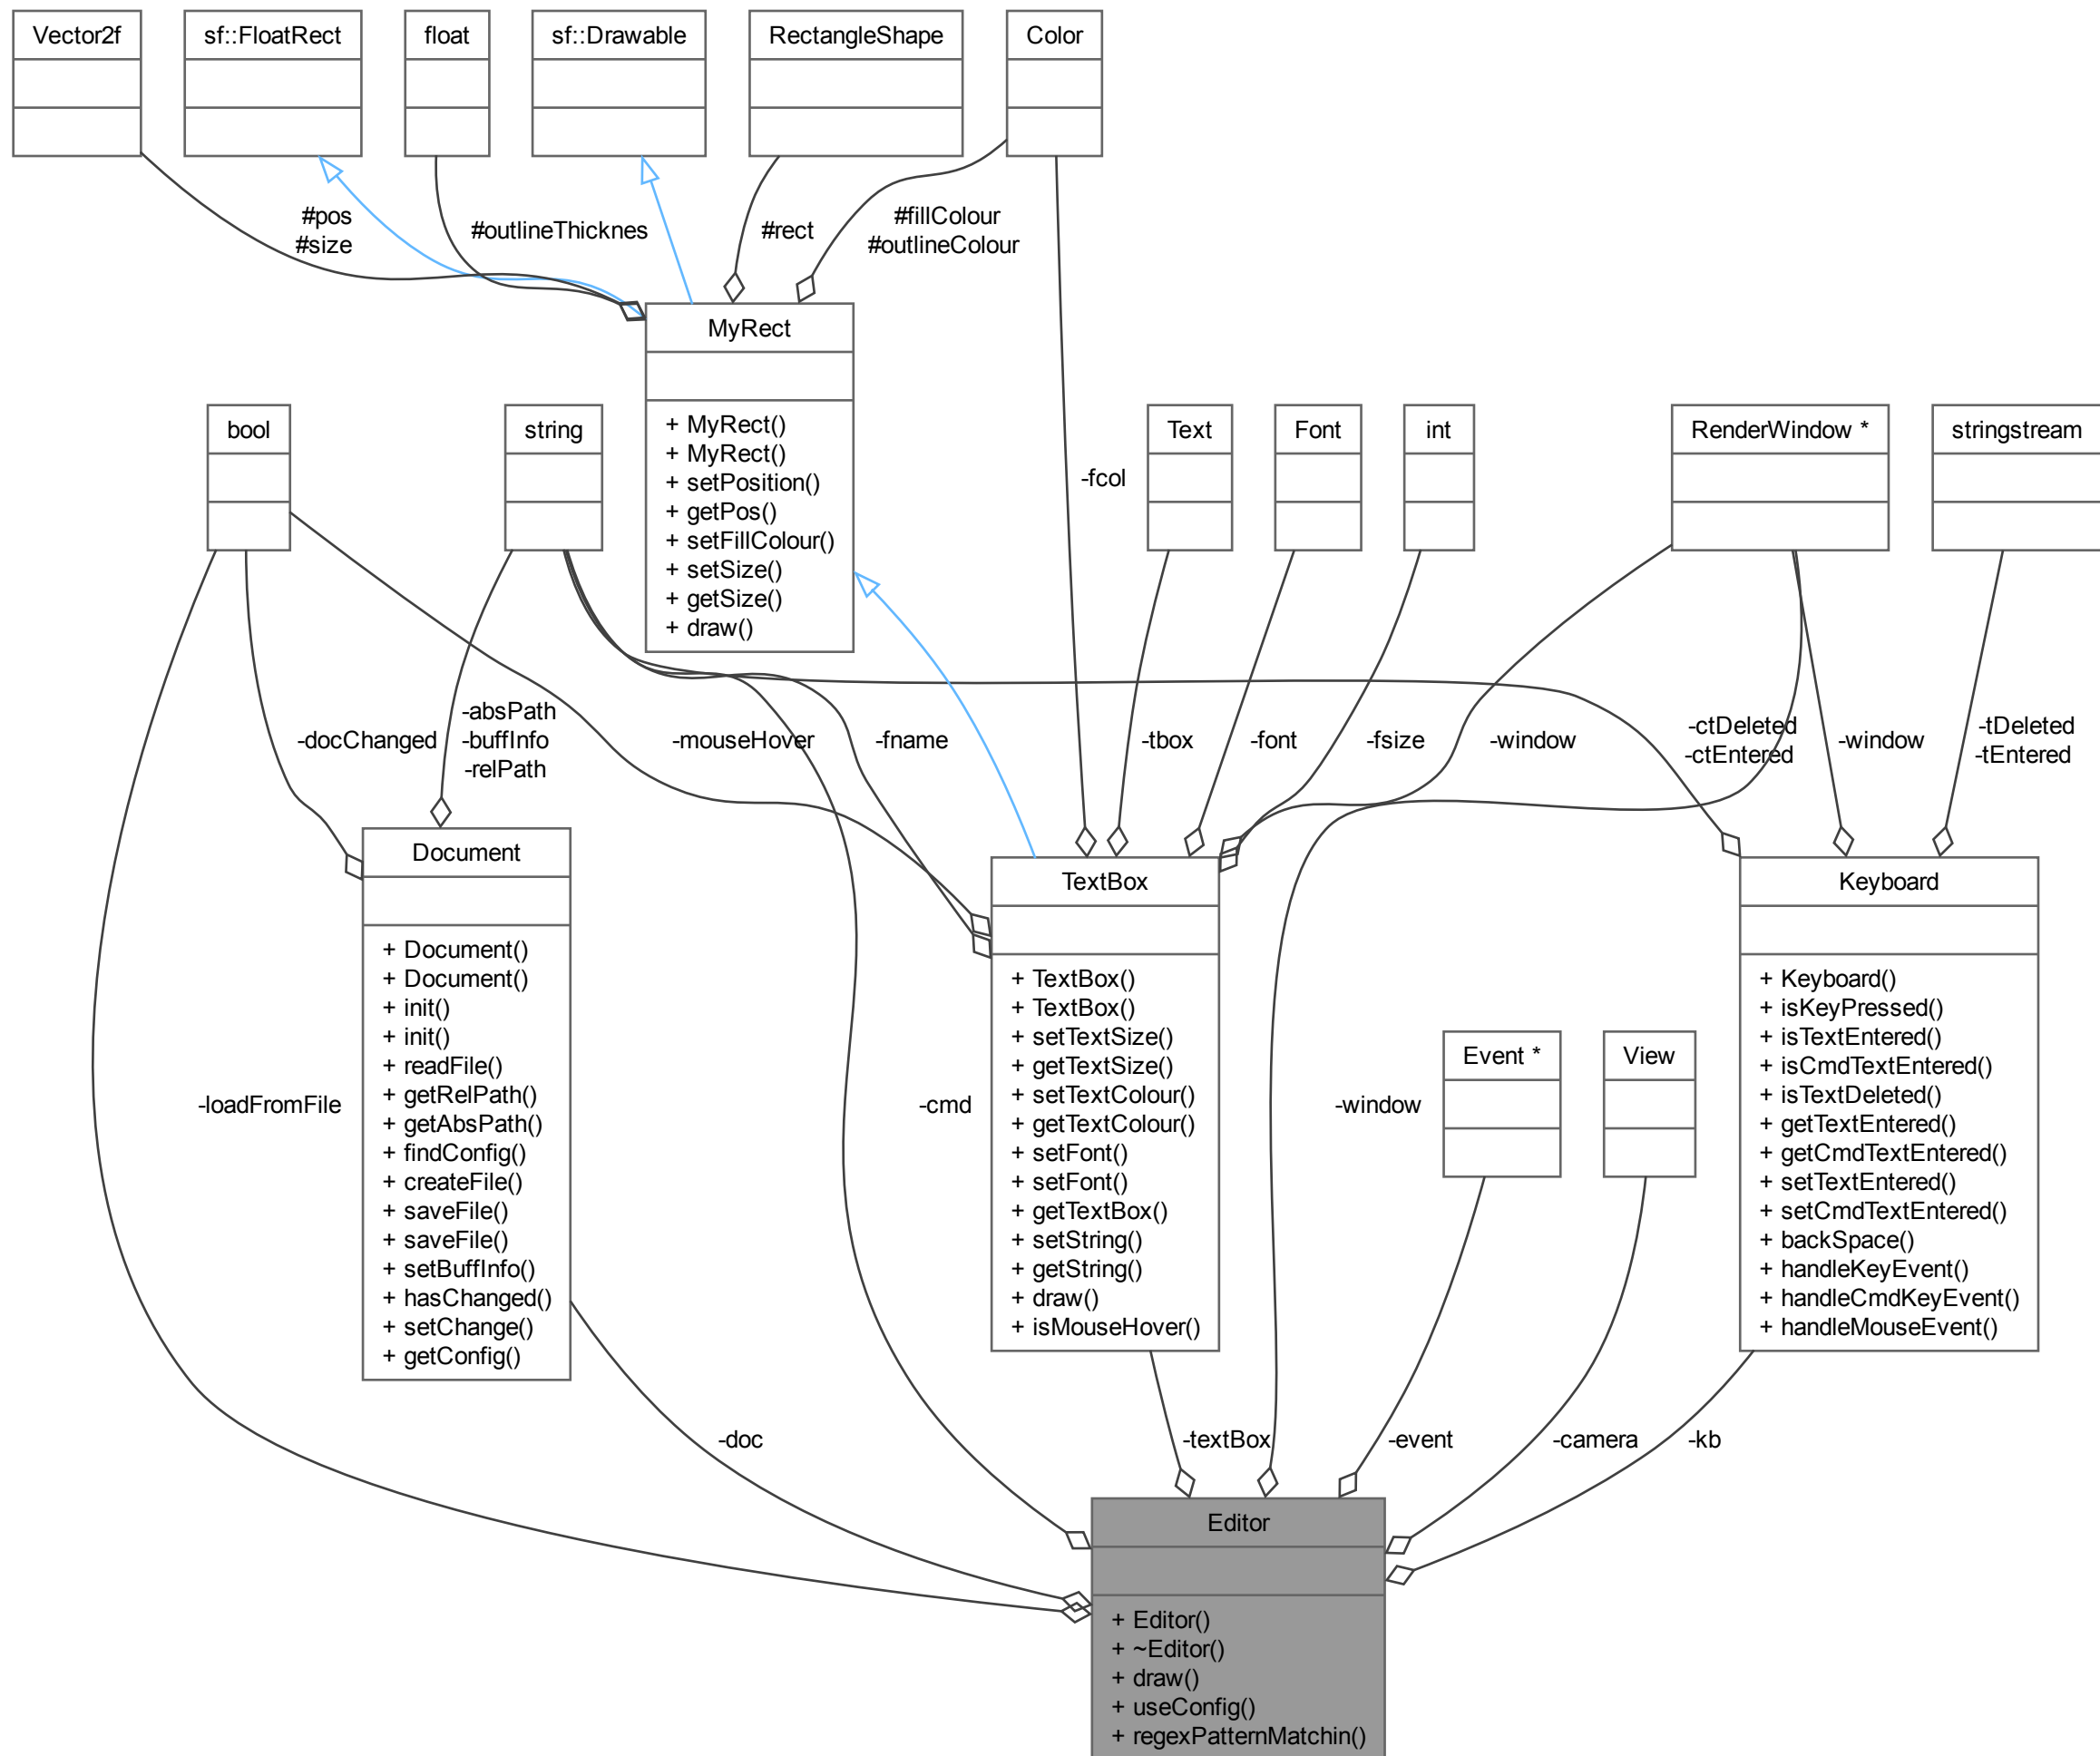 Vector2f
sf::FloatRect
float
sf::Drawable
RectangleShape
Color
#pos
#size
#outlineThicknes
#rect
#fillColour
#outlineColour
MyRect
+ MyRect()
+ MyRect()
+ setPosition()
+ getPos()
+ setFillColour()
+ setSize()
+ getSize()
+ draw()
bool
string
Text
Font
int
RenderWindow *
stringstream
-fcol
-docChanged
-absPath
-buffInfo
-relPath
-mouseHover
-fname
-tbox
-font
-fsize
-window
-ctDeleted
-ctEntered
-window
-tDeleted
-tEntered
Document
+ Document()
+ Document()
+ init()
+ init()
+ readFile()
+ getRelPath()
+ getAbsPath()
+ findConfig()
+ createFile()
+ saveFile()
+ saveFile()
+ setBuffInfo()
+ hasChanged()
+ setChange()
+ getConfig()
TextBox
+ TextBox()
+ TextBox()
+ setTextSize()
+ getTextSize()
+ setTextColour()
+ getTextColour()
+ setFont()
+ setFont()
+ getTextBox()
+ setString()
+ getString()
+ draw()
+ isMouseHover()
Keyboard
+ Keyboard()
+ isKeyPressed()
+ isTextEntered()
+ isCmdTextEntered()
+ isTextDeleted()
+ getTextEntered()
+ getCmdTextEntered()
+ setTextEntered()
+ setCmdTextEntered()
+ backSpace()
+ handleKeyEvent()
+ handleCmdKeyEvent()
+ handleMouseEvent()
Event *
View
-loadFromFile
-cmd
-window
-doc
-textBox
-event
-camera
-kb
Editor
+ Editor()
+ ~Editor()
+ draw()
+ useConfig()
+ regexPatternMatchin()